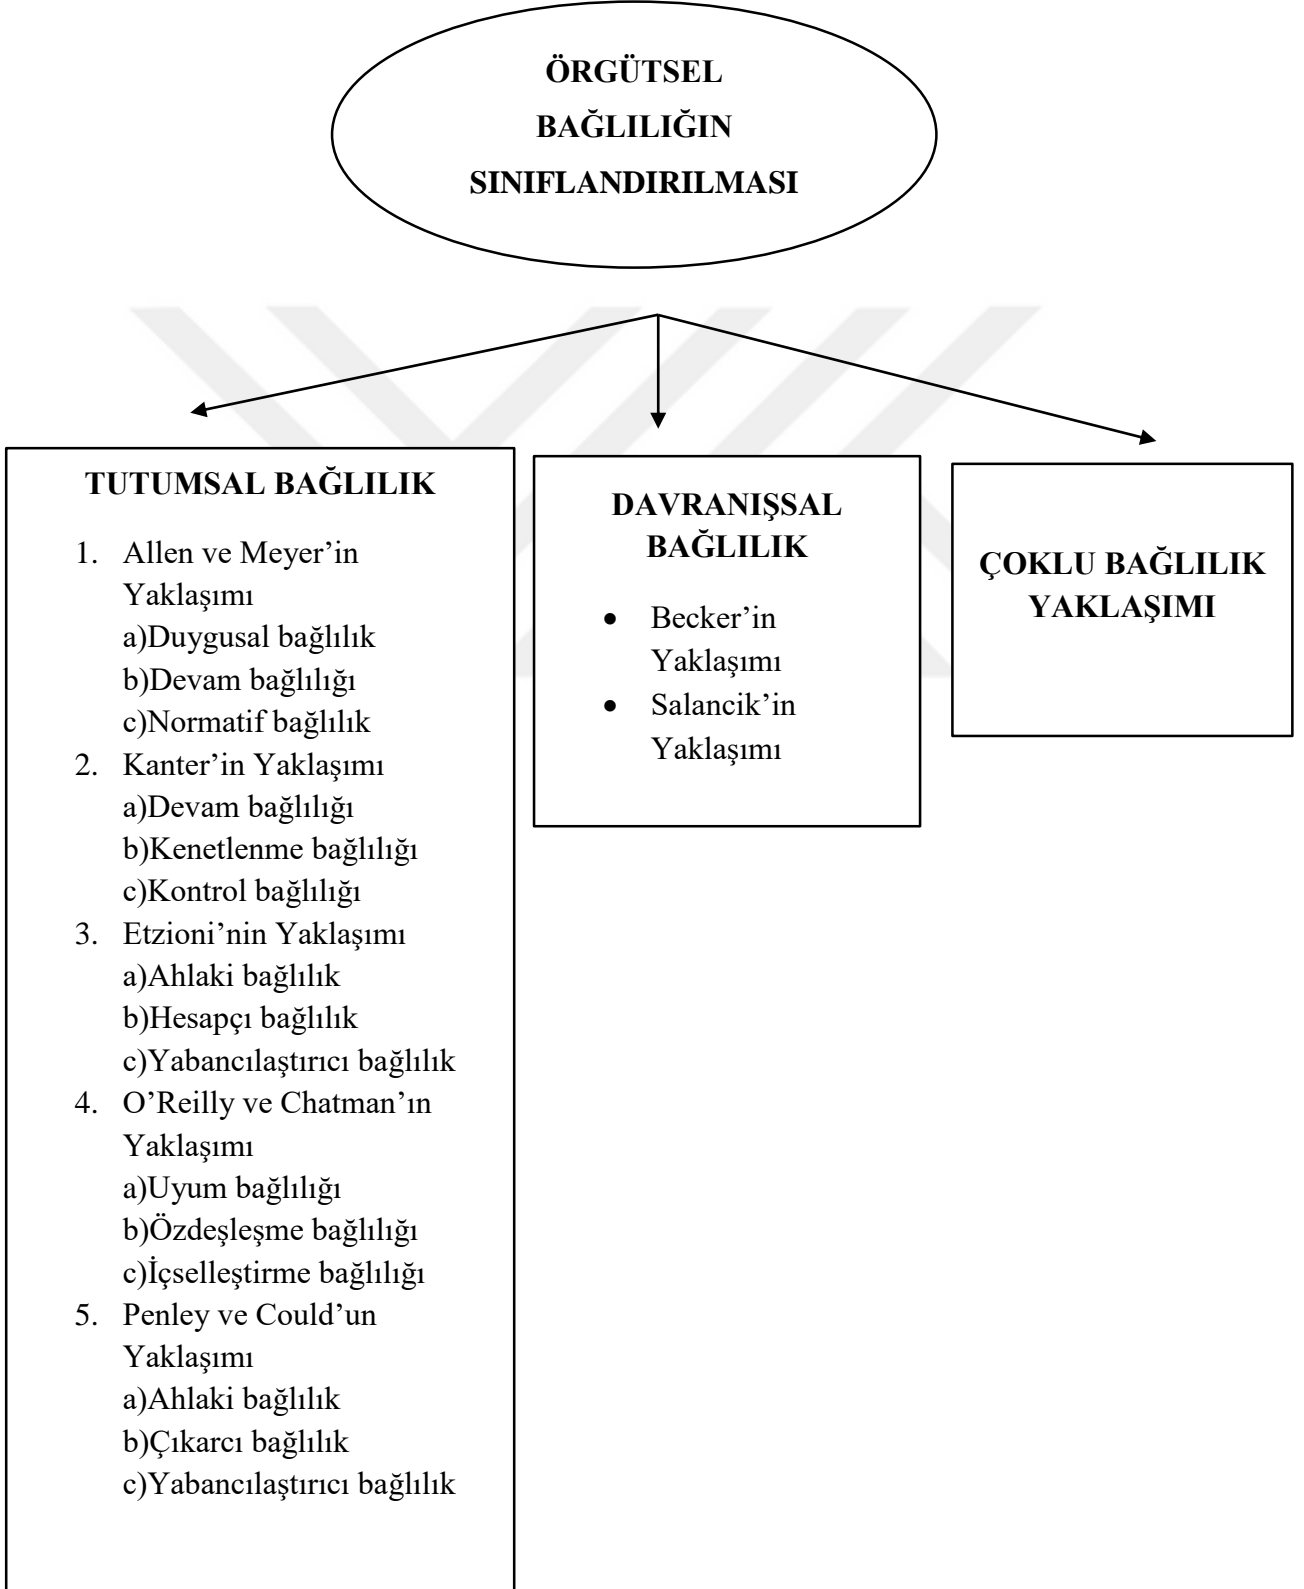 ÖRGÜTSEL
BAĞLILIĞIN
SINIFLANDIRILMASI
TUTUMSAL BAĞLILIK
1. Allen ve Meyer’in
Yaklaşımı
a)Duygusal bağlılık
b)Devam bağlılığı
c)Normatif bağlılık
2. Kanter’in Yaklaşımı
a)Devam bağlılığı
b)Kenetlenme bağlılığı
c)Kontrol bağlılığı
3. Etzioni’nin Yaklaşımı
a)Ahlaki bağlılık
b)Hesapçı bağlılık
c)Yabancılaştırıcı bağlılık
4. O’Reilly ve Chatman’ın
Yaklaşımı
a)Uyum bağlılığı
b)Özdeşleşme bağlılığı
c)İçselleştirme bağlılığı
5. Penley ve Could’un
Yaklaşımı
a)Ahlaki bağlılık
b)Çıkarcı bağlılık
c)Yabancılaştırıcı bağlılık
DAVRANIŞSAL
BAĞLILIK
• Becker’in
Yaklaşımı
• Salancik’in
Yaklaşımı
ÇOKLU BAĞLILIK
YAKLAŞIMI